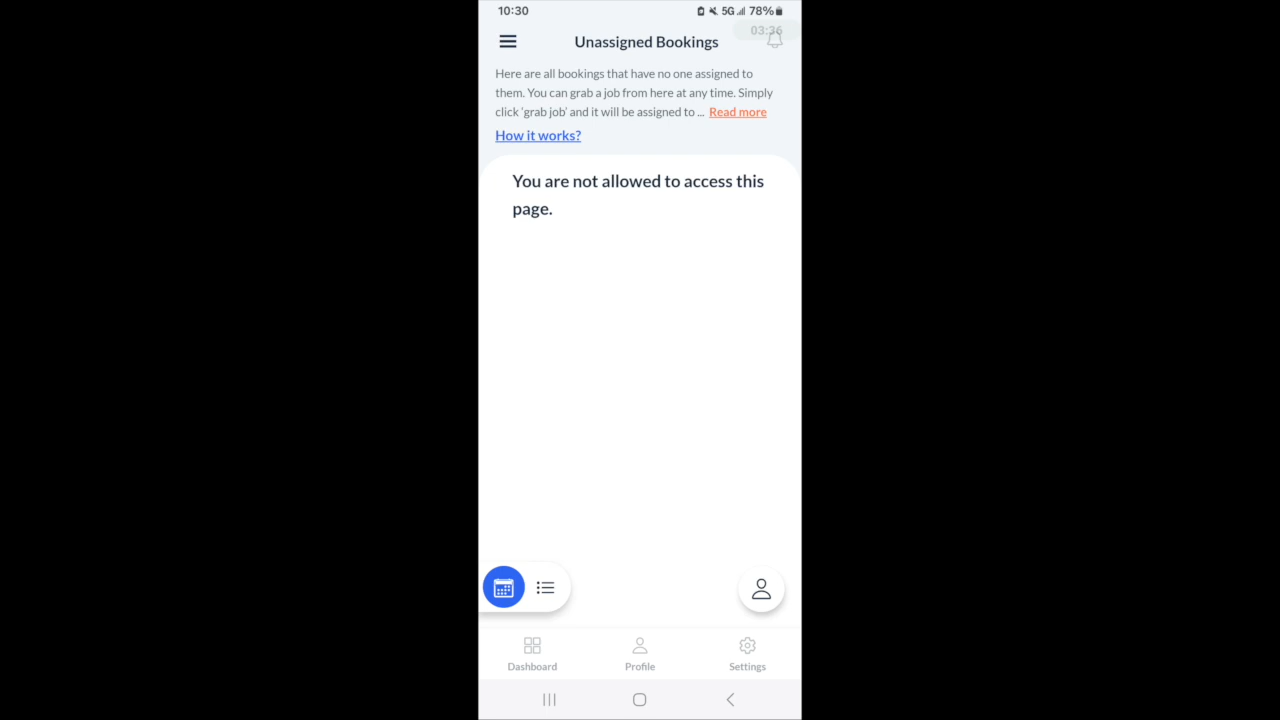 10:30 5G 78%
03:36
Unassigned Bookings
Here are all bookings that have no one assigned to
them. You can grab a job from here at any time. Simply
click 'grab job' and it will be assigned to ... Read more
How it works?
You are not allowed to access this
page.
Dashboard Profile Settings